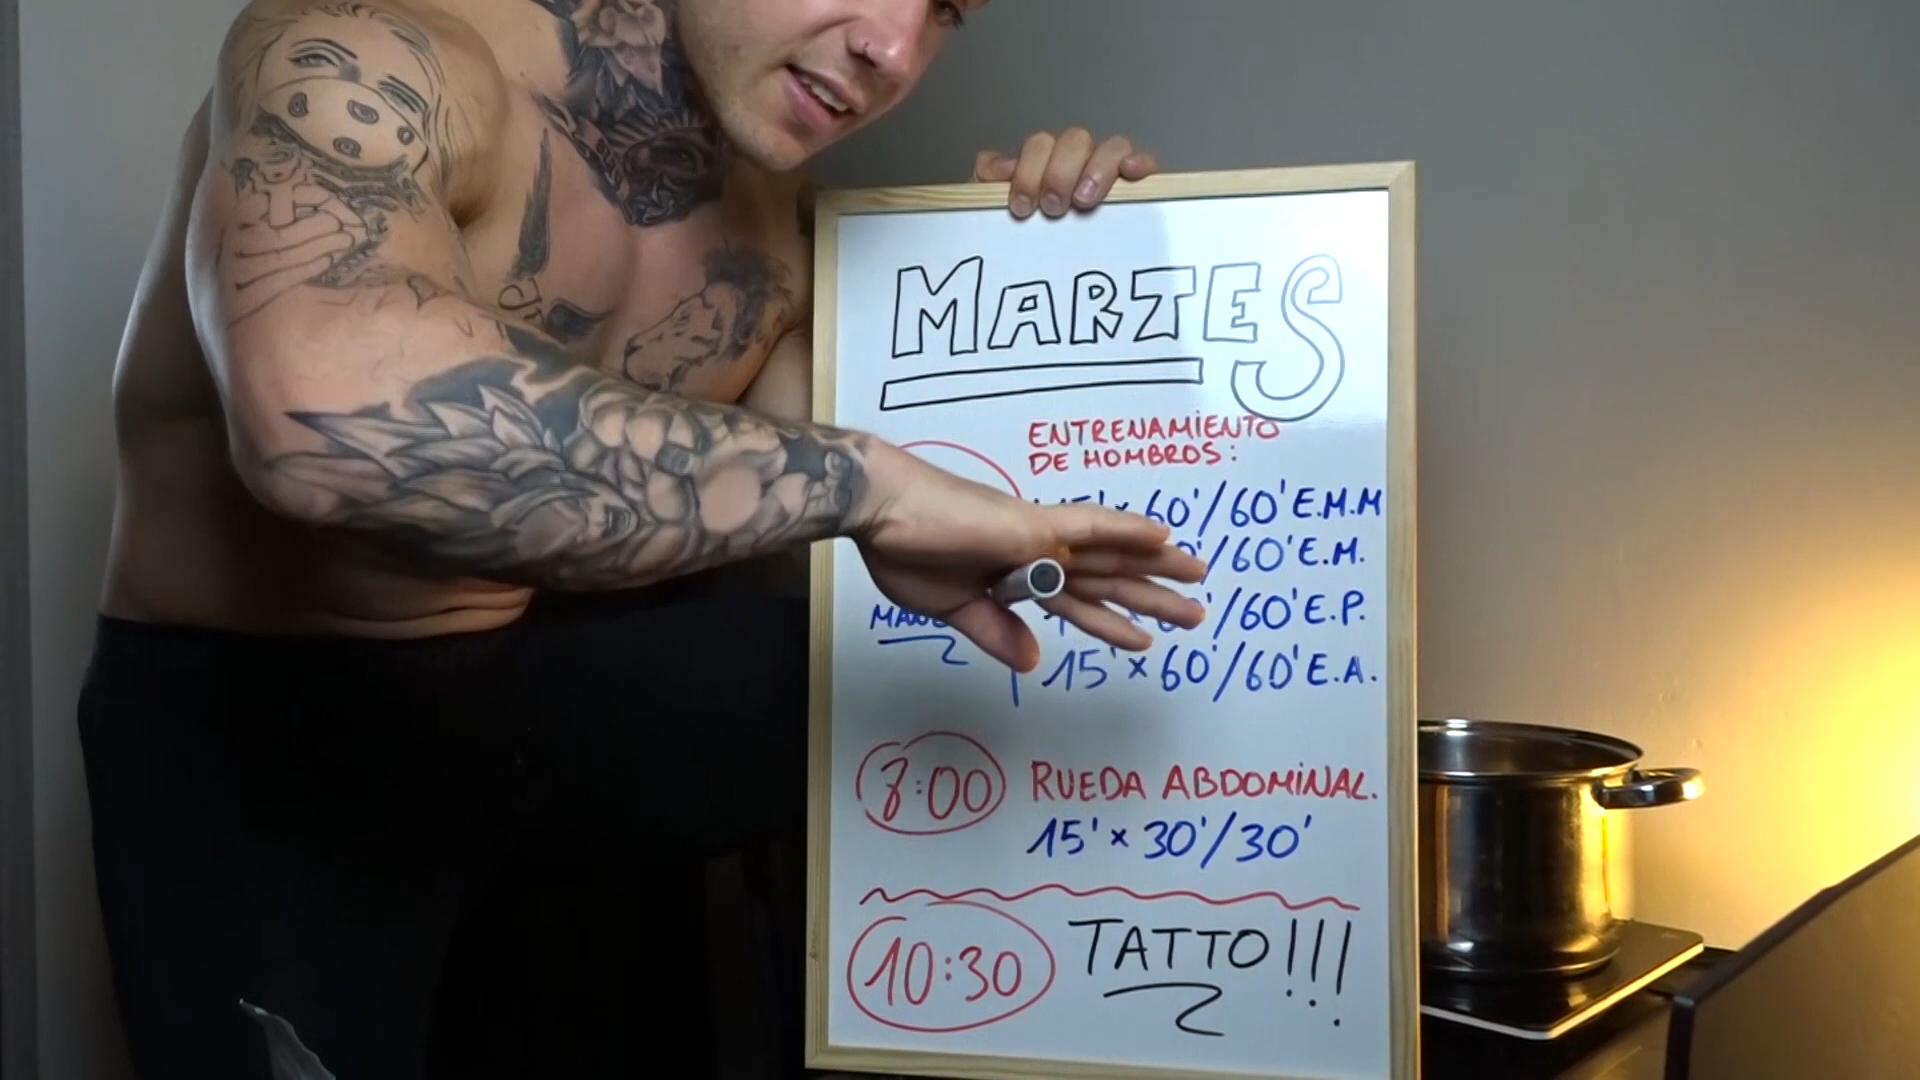 MARTES
ENTRENAMIENTO
DE HOMBROS:
60'/60' E.M.M
/60' E.M.
/60' E.P.
15' × 60'/60' E.A.
8:00 RUEDA ABDOMINAL.
15' × 30'/30'
10:30 TATTO!!!